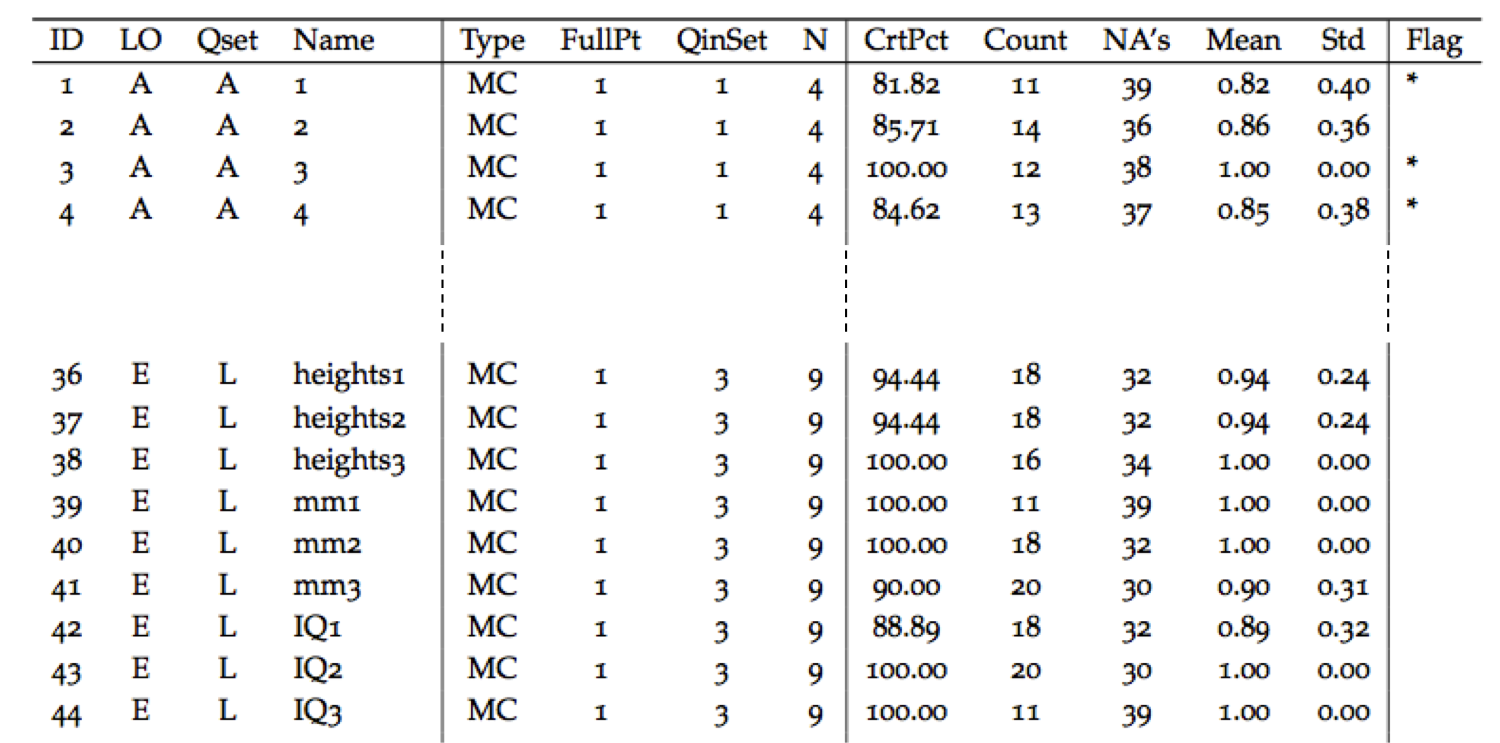 ID LO Qset Name Type FullPt QinSet N CrtPct Count NA's Mean Std Flag
1 A A 1 MC 1 1 4 81.82 11 39 0.82 0.40 *
2 A A 2 MC 1 1 4 85.71 14 36 0.86 0.36
3 A A 3 MC 1 1 4 100.00 12 38 1.00 0.00 *
4 A A 4 MC 1 1 4 84.62 13 37 0.85 0.38 *
36 E L heights1 MC 1 3 9 94.44 18 32 0.94 0.24
37 E L heights2 MC 1 3 9 94.44 18 32 0.94 0.24
38 E L heights3 MC 1 3 9 100.00 16 34 1.00 0.00
39 E L mm1 MC 1 3 9 100.00 11 39 1.00 0.00
40 E L mm2 MC 1 3 9 100.00 18 32 1.00 0.00
41 E L mm3 MC 1 3 9 90.00 20 30 0.90 0.31
42 E L IQ1 MC 1 3 9 88.89 18 32 0.89 0.32
43 E L IQ2 MC 1 3 9 100.00 20 30 1.00 0.00
44 E L IQ3 MC 1 3 9 100.00 11 39 1.00 0.00